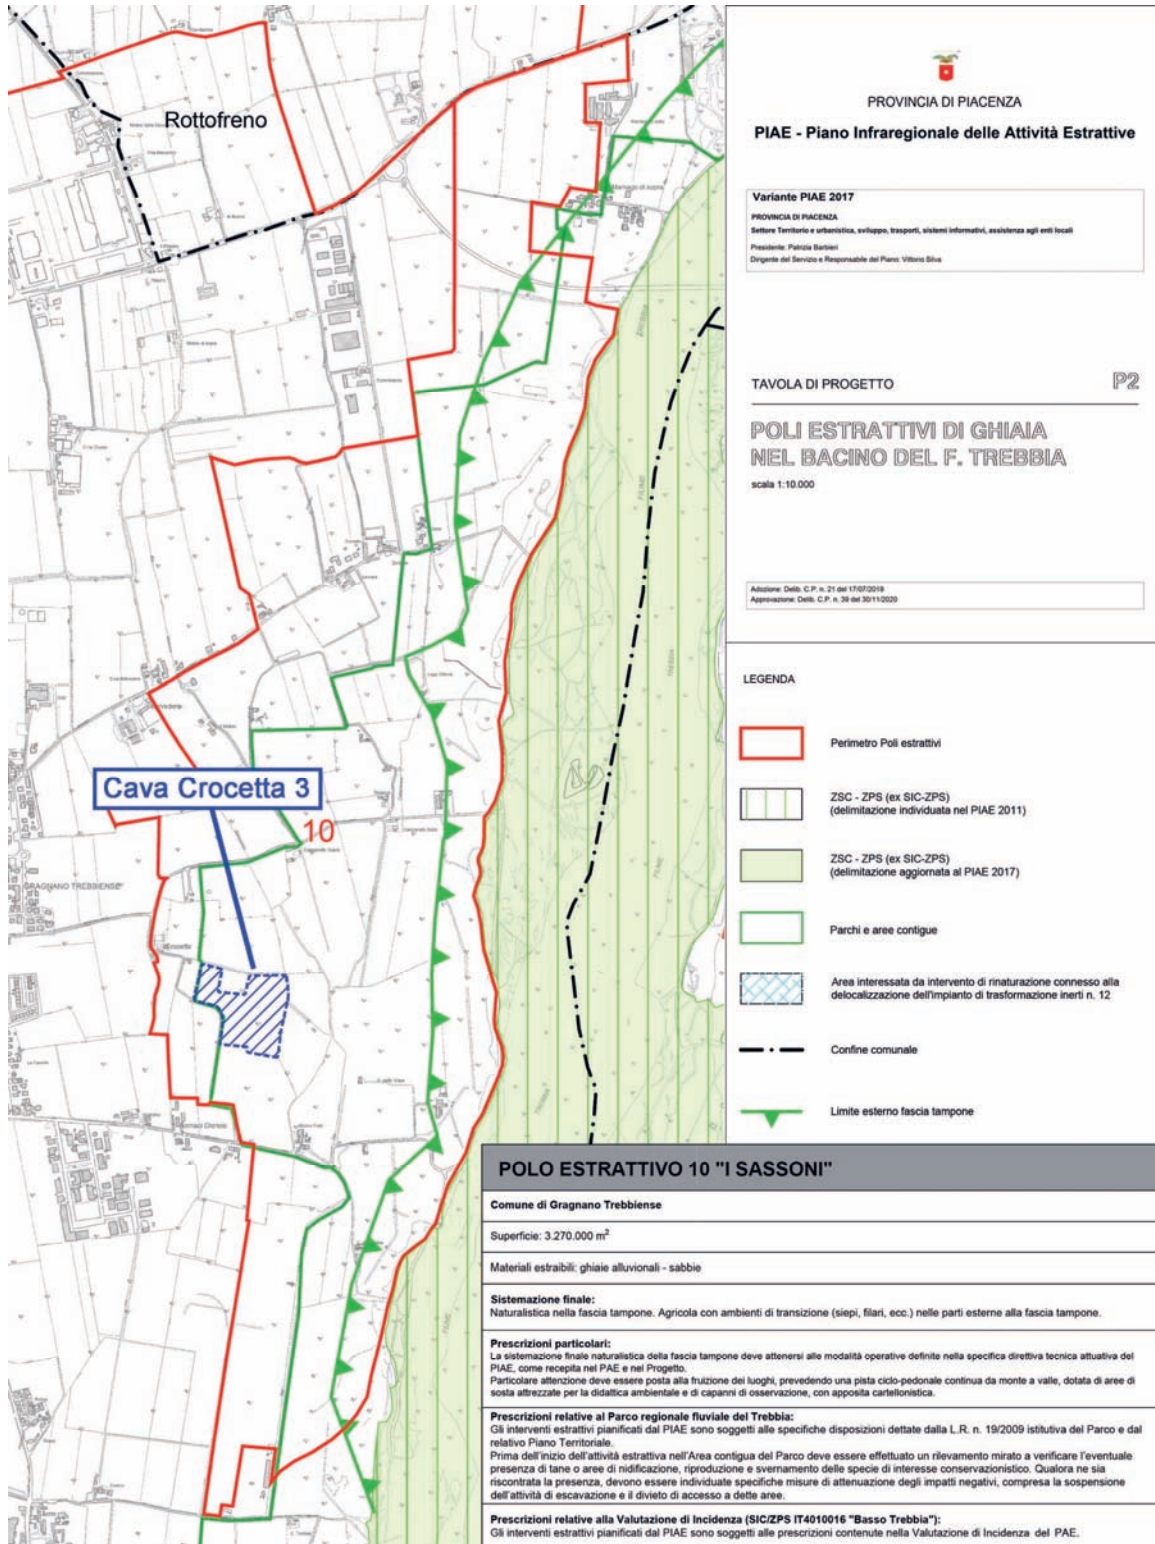 Rottofreno
Mamago di sopra
Cava Crocetta 3
10
GRAGNANO TREBBIENSE
Crocetta
TREBBIA
FIUME
TREBBIA
FIUME
TREBBIA
FIUME
PROVINCIA DI PIACENZA
PIAE - Piano Infraregionale delle Attività Estrattive
Variante PIAE 2017
PROVINCIA DI PIACENZA
Settore Territorio e urbanistica, sviluppo, trasporti, sistemi informativi, assistenza agli enti locali
Presidente: Patrizia Barbieri
Dirigente del Servizio e Responsabile del Piano: Vittorio Silva
TAVOLA DI PROGETTO P2
POLI ESTRATTIVI DI GHIAIA
NEL BACINO DEL F. TREBBIA
scala 1:10.000
Adozione: Delib. C.P. n. 21 del 17/07/2019
Approvazione: Delib. C.P. n. 39 del 30/11/2020
LEGENDA
Perimetro Poli estrattivi
ZSC - ZPS (ex SIC-ZPS)
(delimitazione individuata nel PIAE 2011)
ZSC - ZPS (ex SIC-ZPS)
(delimitazione aggiornata al PIAE 2017)
Parchi e aree contigue
Area interessata da intervento di rinaturazione connesso alla
delocalizzazione dell'impianto di trasformazione inerti n. 12
Confine comunale
Limite esterno fascia tampone
POLO ESTRATTIVO 10 "I SASSONI"
Comune di Gragnano Trebbiense
Superficie: 3.270.000 m²
Materiali estraibili: ghiaie alluvionali - sabbie
Sistemazione finale:
Naturalistica nella fascia tampone. Agricola con ambienti di transizione (siepi, filari, ecc.) nelle parti esterne alla fascia tampone.
Prescrizioni particolari:
La sistemazione finale naturalistica della fascia tampone deve attenersi alle modalità operative definite nella specifica direttiva tecnica attuativa del
PIAE, come recepita nel PAE e nel Progetto.
Particolare attenzione deve essere posta alla fruizione dei luoghi, prevedendo una pista ciclo-pedonale continua da monte a valle, dotata di aree di
sosta attrezzate per la didattica ambientale e di capanni di osservazione, con apposita cartellonistica.
Prescrizioni relative al Parco regionale fluviale del Trebbia:
Gli interventi estrattivi pianificati dal PIAE sono soggetti alle specifiche disposizioni dettate dalla L.R. n. 19/2009 istitutiva del Parco e dal
relativo Piano Territoriale.
Prima dell'inizio dell'attività estrattiva nell'Area contigua del Parco deve essere effettuato un rilevamento mirato a verificare l'eventuale
presenza di tane o aree di nidificazione, riproduzione e svernamento delle specie di interesse conservazionistico. Qualora ne sia
riscontrata la presenza, devono essere individuate specifiche misure di attenuazione degli impatti negativi, compresa la sospensione
dell'attività di escavazione e il divieto di accesso a dette aree.
Prescrizioni relative alla Valutazione di Incidenza (SIC/ZPS IT4010016 "Basso Trebbia"):
Gli interventi estrattivi pianificati dal PIAE sono soggetti alle prescrizioni contenute nella Valutazione di Incidenza del PAE.